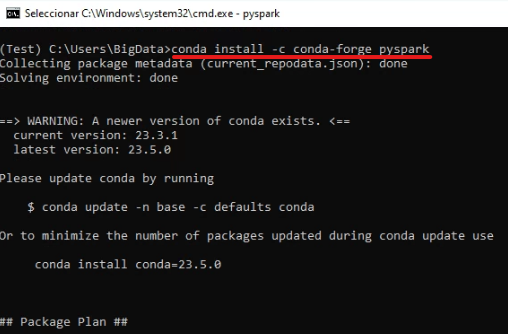 Seleccionar C:\Windows\system32\cmd.exe - pyspark
(Test) C:\Users\BigData>conda install -c conda-forge pyspark
Collecting package metadata (current_repodata.json): done
Solving environment: done
==> WARNING: A newer version of conda exists. <==
current version: 23.3.1
latest version: 23.5.0
Please update conda by running
$ conda update -n base -c defaults conda
Or to minimize the number of packages updated during conda update use
conda install conda=23.5.0
## Package Plan ##